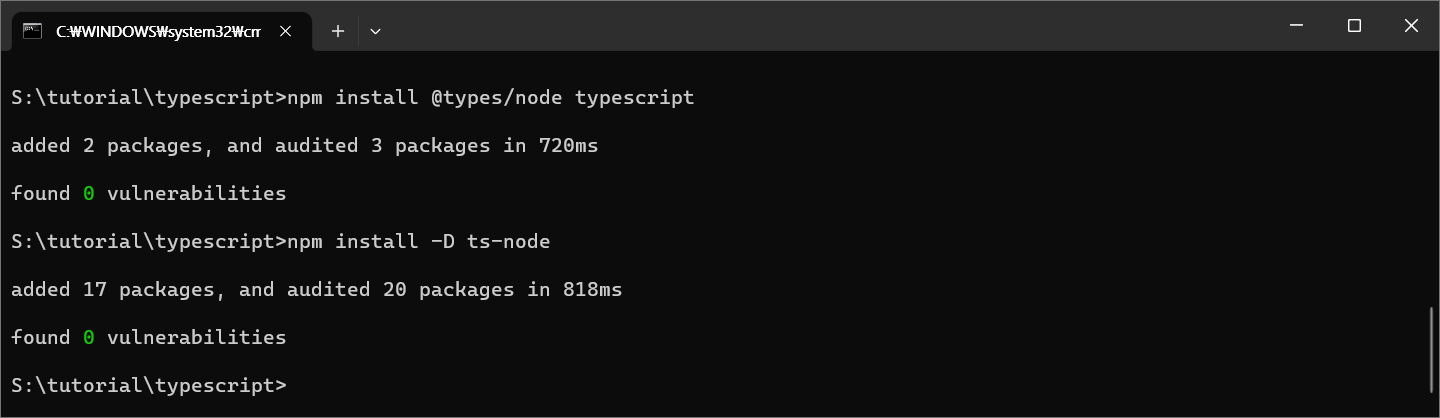 C:₩WINDOWS₩system32₩cm
S:\tutorial\typescript>npm install @types/node typescript
added 2 packages, and audited 3 packages in 720ms
found 0 vulnerabilities
S:\tutorial\typescript>npm install -D ts-node
added 17 packages, and audited 20 packages in 818ms
found 0 vulnerabilities
S:\tutorial\typescript>